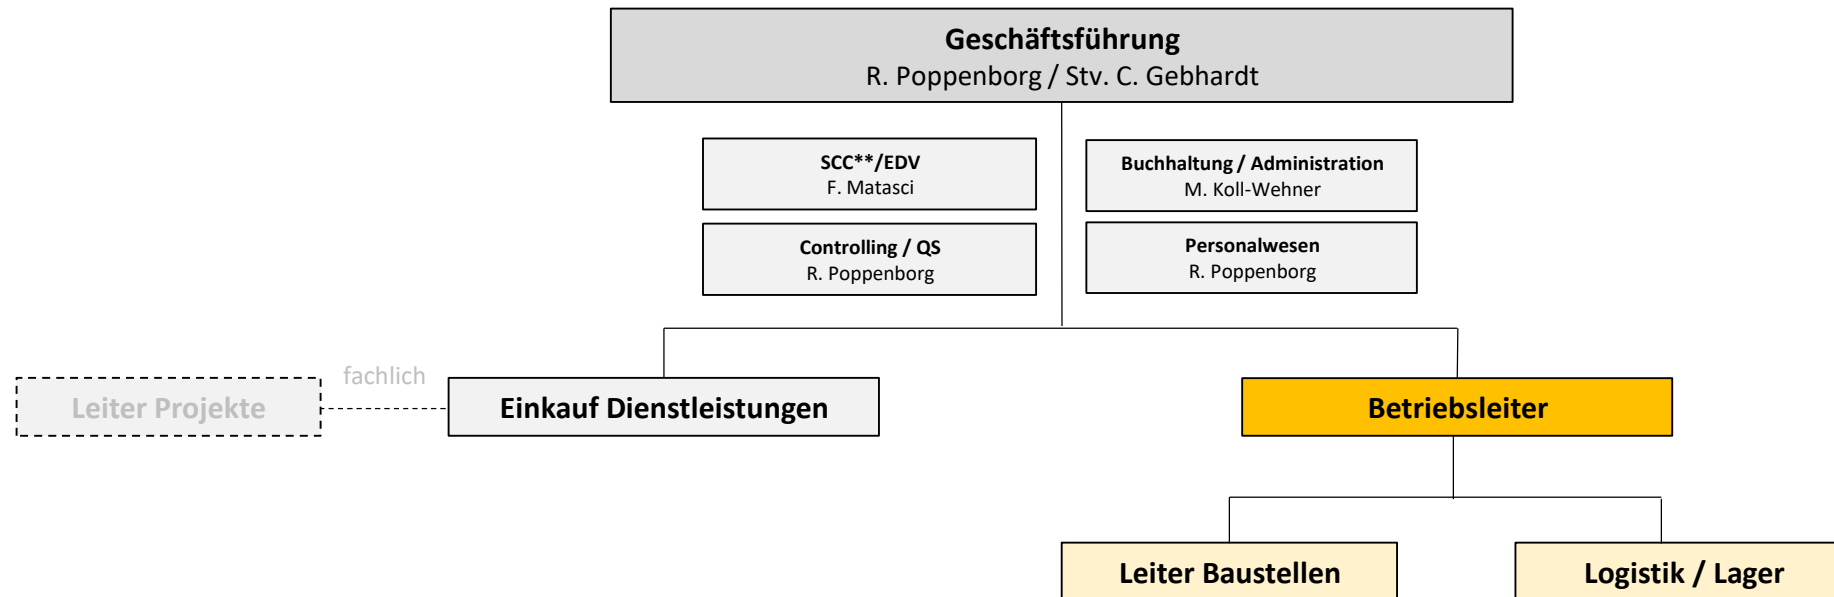 Geschäftsführung
R. Poppenborg / Stv. C. Gebhardt
SCC**/EDV
F. Matasci
Buchhaltung / Administration
M. Koll-Wehner
Controlling / QS
R. Poppenborg
Personalwesen
R. Poppenborg
fachlich
Leiter Projekte
Einkauf Dienstleistungen
Betriebsleiter
Leiter Baustellen
Logistik / Lager